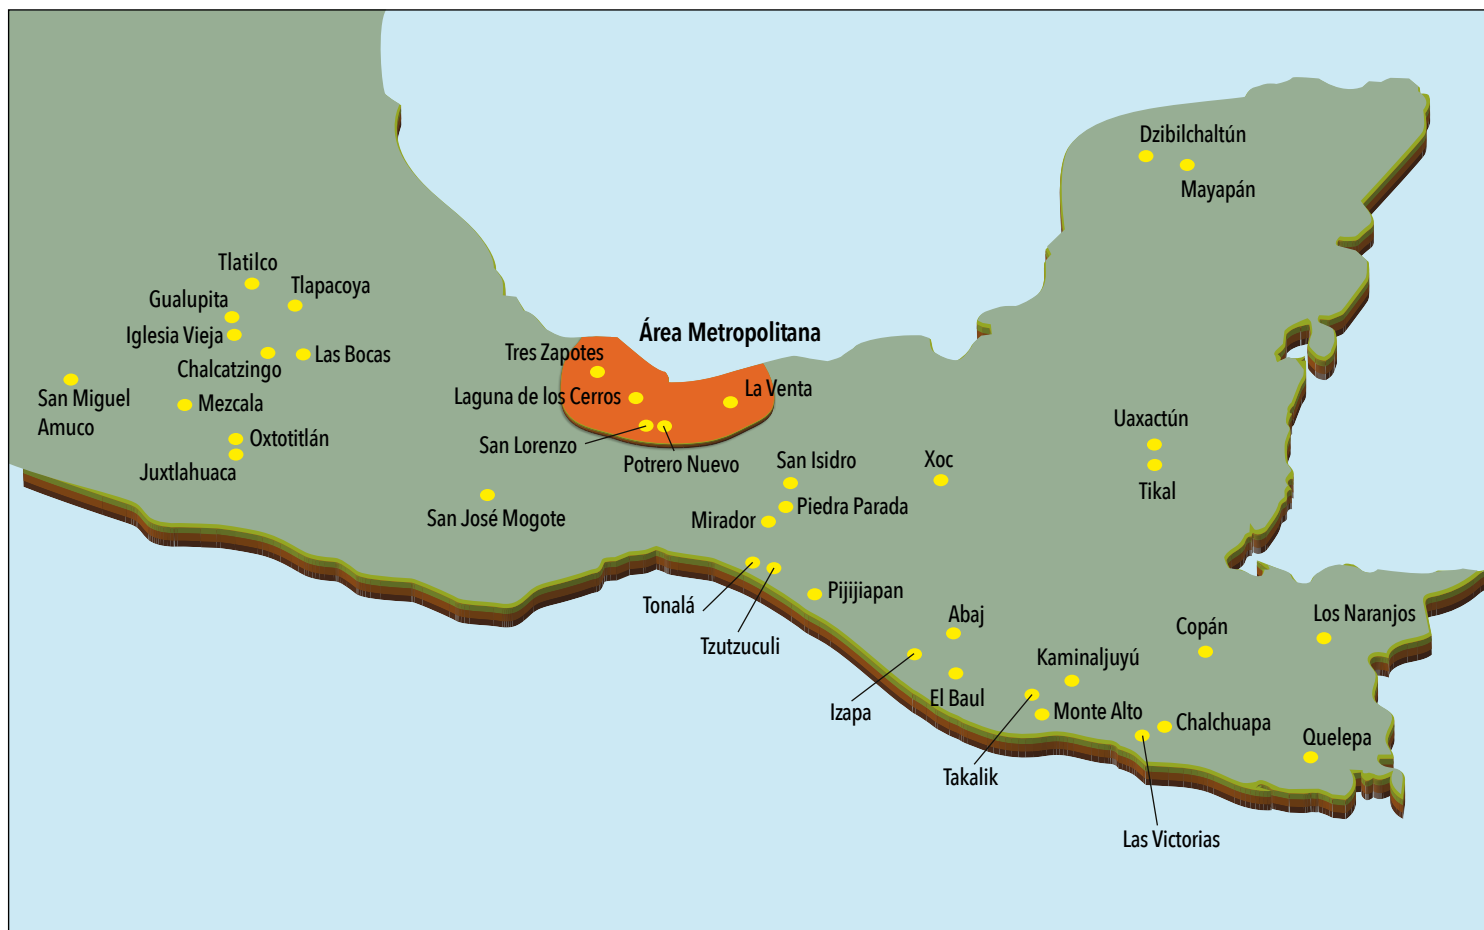 Dzibilchaltún
Mayapán
Tlatilco
Tlapacoya
Gualupita
Iglesia Vieja
Área Metropolitana
Tres Zapotes
Las Bocas
Chalcatzingo
La Venta
San Miguel
Amuco
Laguna de los Cerros
Mezcala
Uaxactún
Oxtotitlán
San Lorenzo
Juxtlahuaca
Potrero Nuevo
San Isidro
Xoc
Tikal
Piedra Parada
San José Mogote
Mirador
Pijijiapan
Tonalá
Abaj
Los Naranjos
Copán
Tzutzuculi
Kaminaljuyú
El Baul
Izapa
Monte Alto
Chalchuapa
Quelepa
Takalik
Las Victorias